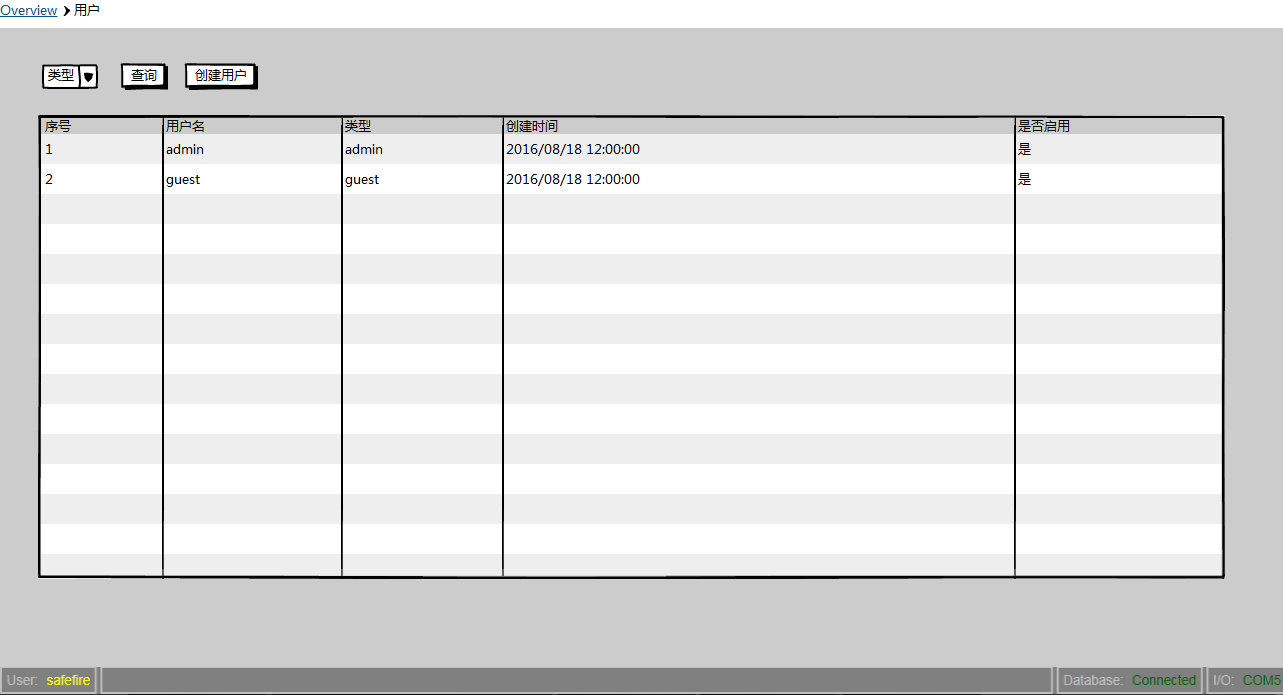 Overview > 用户
类型 查询 创建用户
序号 用户名 类型 创建时间 是否启用
1 admin admin 2016/08/18 12:00:00 是
2 guest guest 2016/08/18 12:00:00 是
User: safefire Database: Connected I/O: COM5